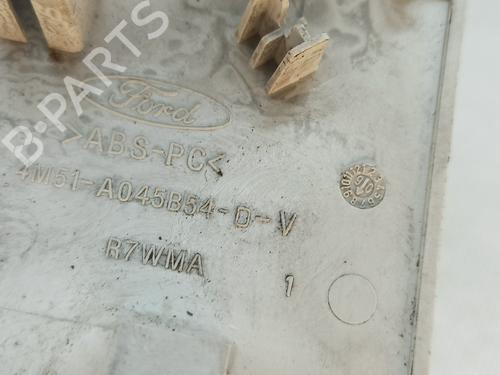 Ford
>ABS-PC<
4M51-A045B54-D-V
R7WMA
1
B-PARTS